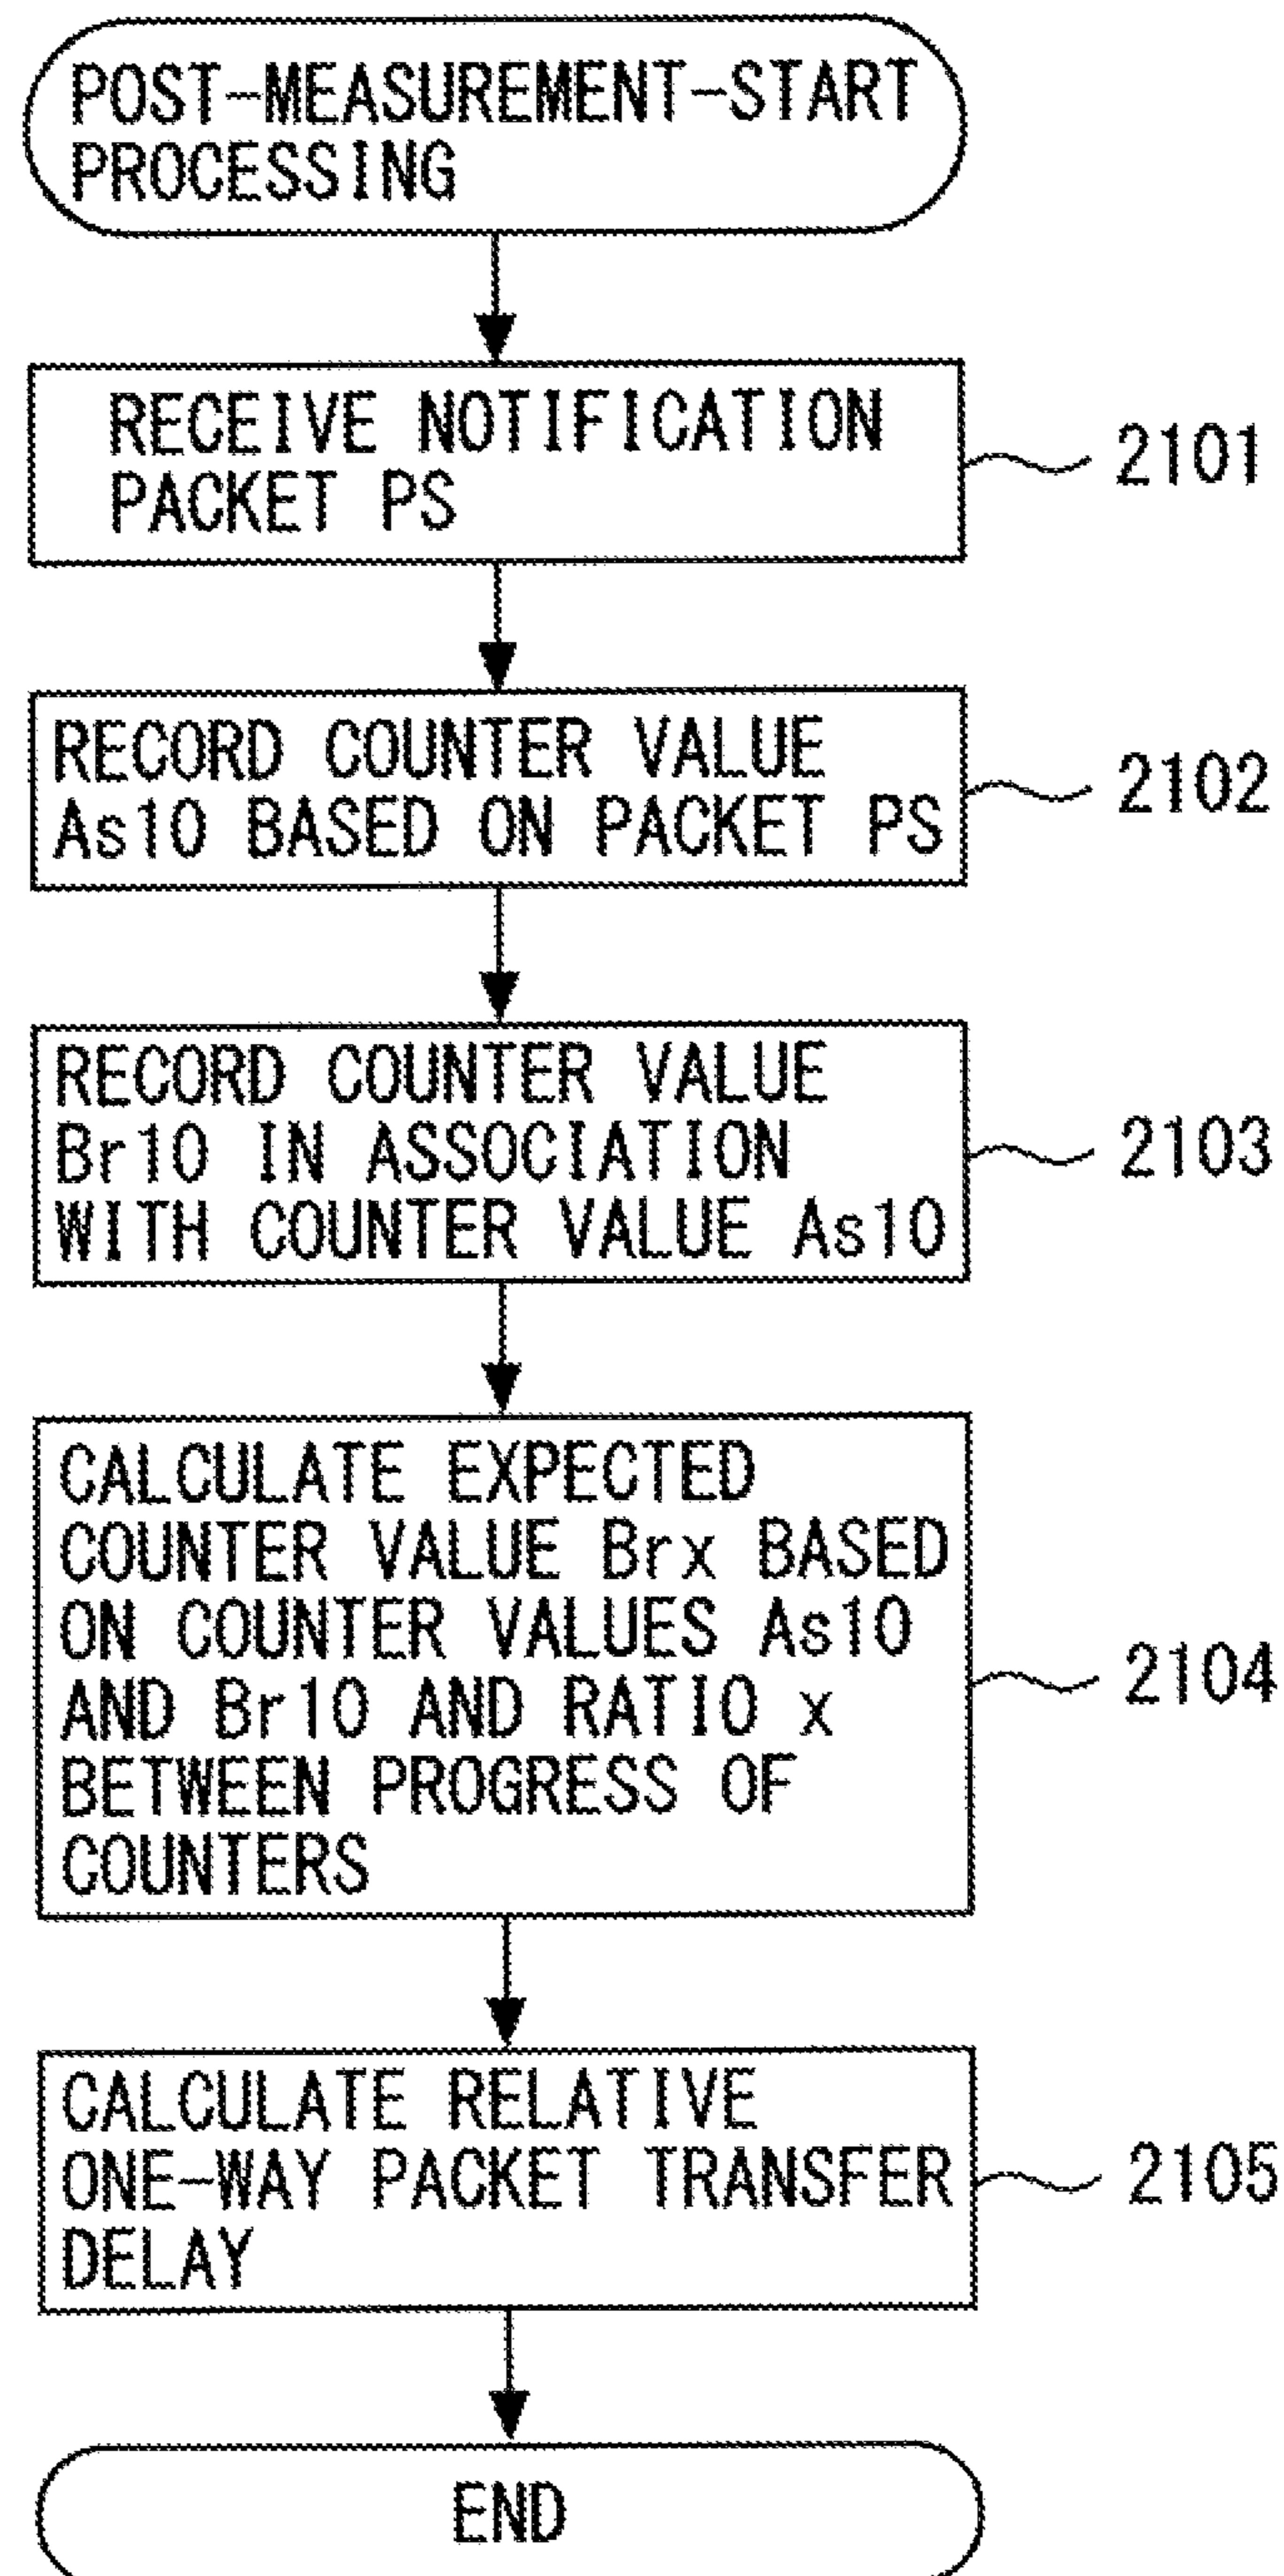 POST-MEASUREMENT-START
PROCESSING
RECEIVE NOTIFICATION
PACKET PS
2101
RECORD COUNTER VALUE
As10 BASED ON PACKET PS
2102
RECORD COUNTER VALUE
Br10 IN ASSOCIATION
WITH COUNTER VALUE As10
2103
CALCULATE EXPECTED
COUNTER VALUE Brx BASED
ON COUNTER VALUES As10
AND Br10 AND RATIO x
BETWEEN PROGRESS OF
COUNTERS
2104
CALCULATE RELATIVE
ONE-WAY PACKET TRANSFER
DELAY
2105
END